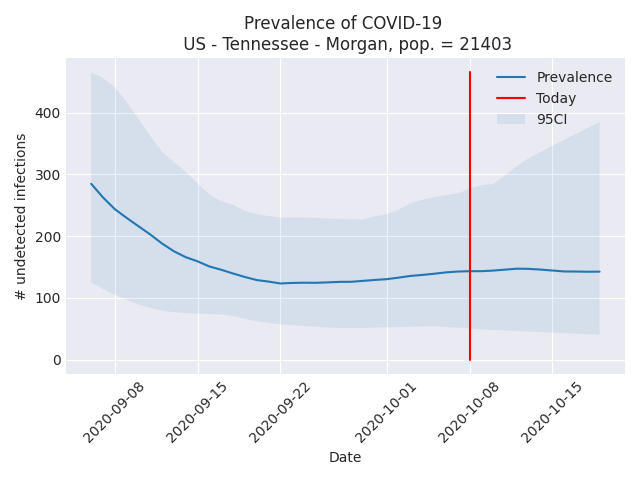 Prevalence of COVID-19
US - Tennessee - Morgan, pop. = 21403
Prevalence
Today
95CI
# undetected infections
400
300
200
100
0
2020-09-08
2020-09-15
2020-09-22
2020-10-01
2020-10-08
2020-10-15
Date